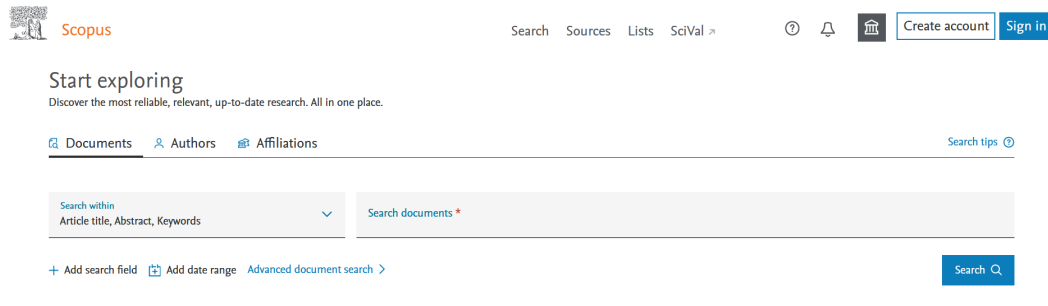 Scopus
Search Sources Lists SciVal ↗ Create account Sign in
Start exploring
Discover the most reliable, relevant, up-to-date research. All in one place.
Documents Authors Affiliations Search tips
Search within
Article title, Abstract, Keywords
Search documents *
+ Add search field Add date range Advanced document search > Search